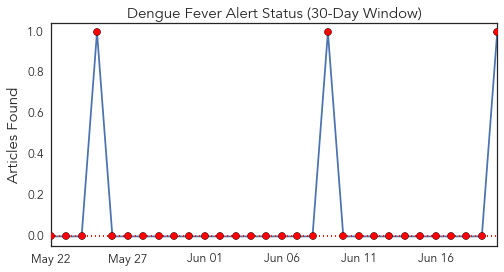 Dengue Fever Alert Status (30-Day Window)
Articles Found
1.0
0.8
0.6
0.4
0.2
0.0
May 22
May 27
Jun 01
Jun 06
Jun 11
Jun 16